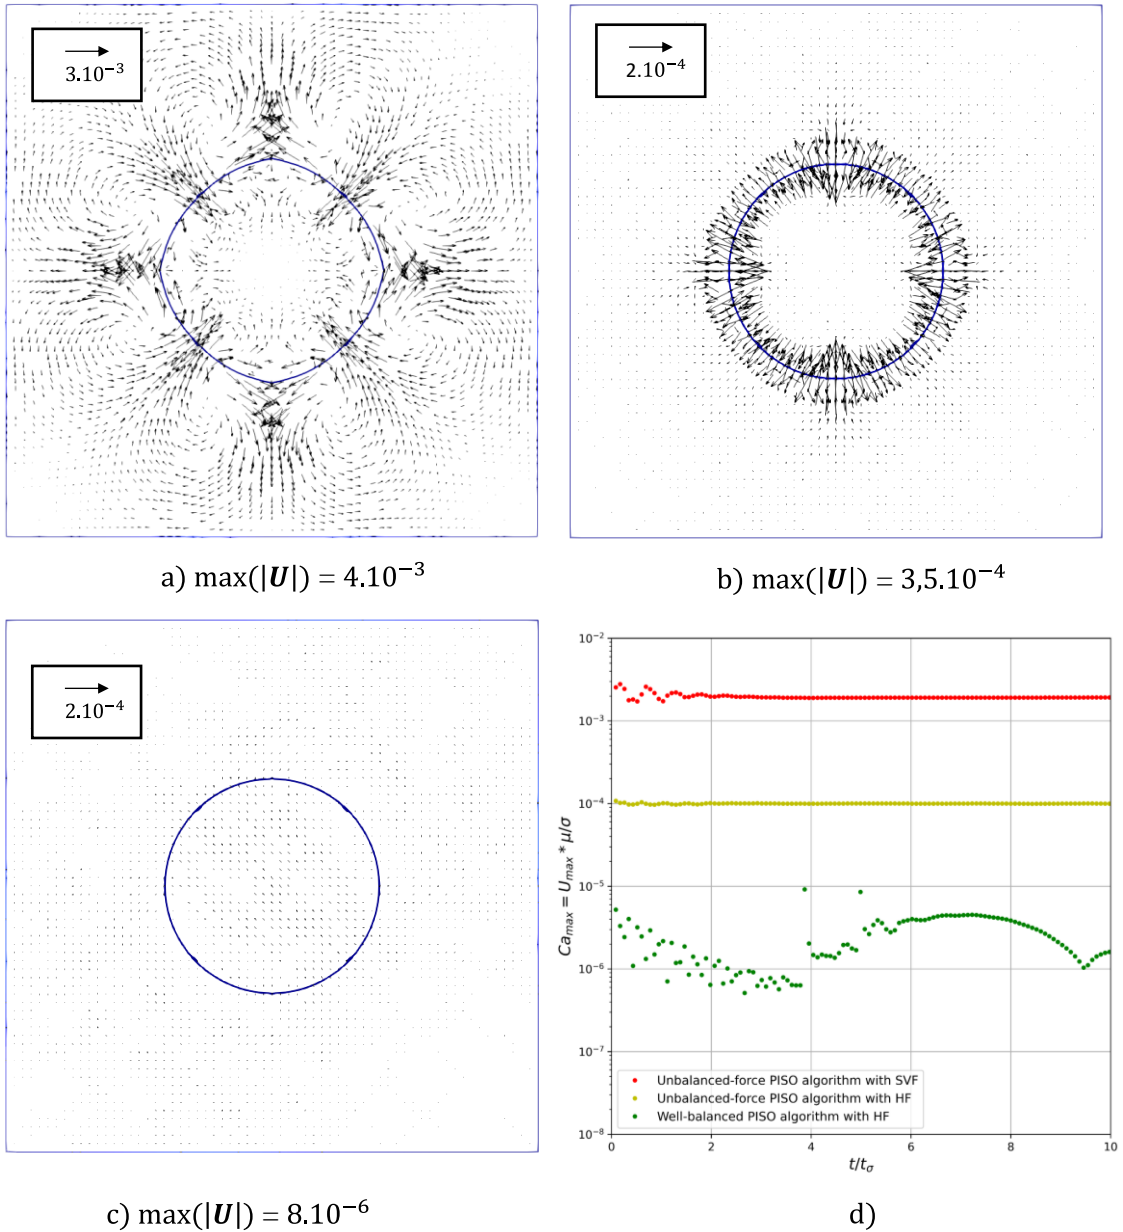 3.10⁻³
2.10⁻⁴
a) max(|U|) = 4.10⁻³
b) max(|U|) = 3,5.10⁻⁴
2.10⁻⁴
c) max(|U|) = 8.10⁻⁶
10⁻²
10⁻³
10⁻⁴
10⁻⁵
10⁻⁶
10⁻⁷
10⁻⁸
Ca_max = U_max * μ/σ
Unbalanced-force PISO algorithm with SVF
Unbalanced-force PISO algorithm with HF
Well-balanced PISO algorithm with HF
0 2 4 6 8 10
t/t_σ
d)